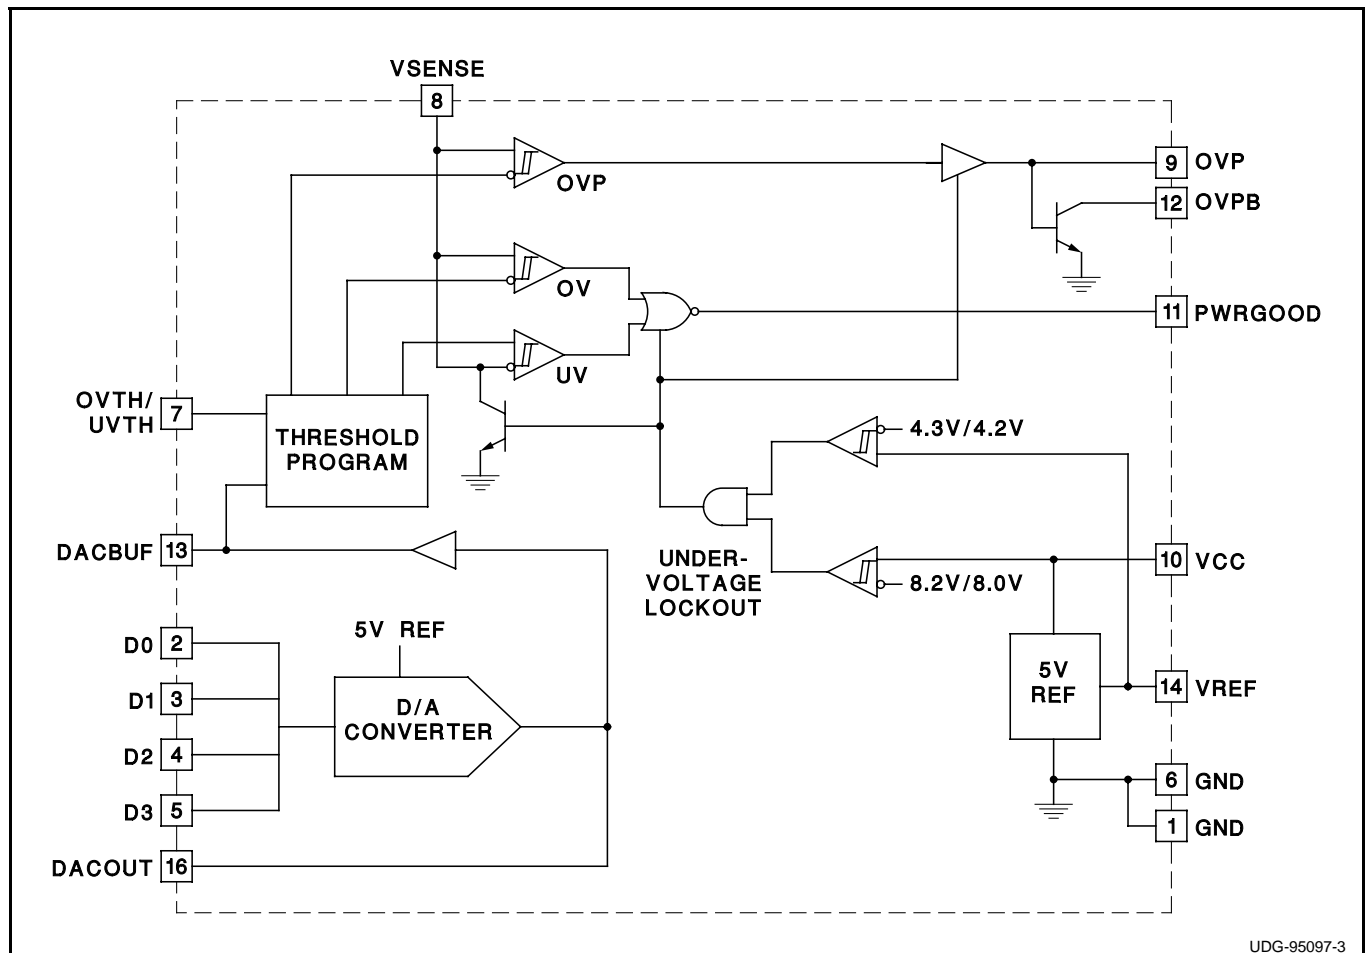 VSENSE
8
OVP
9 OVP
12 OVPB
OV
11 PWRGOOD
UV
OVTH/
UVTH
7
THRESHOLD
PROGRAM
4.3V/4.2V
DACBUF 13
UNDER-
VOLTAGE
LOCKOUT
10 VCC
8.2V/8.0V
5V REF
D0 2
D1 3
D2 4
D3 5
D/A
CONVERTER
5V
REF
14 VREF
6 GND
1 GND
DACOUT 16
UDG-95097-3